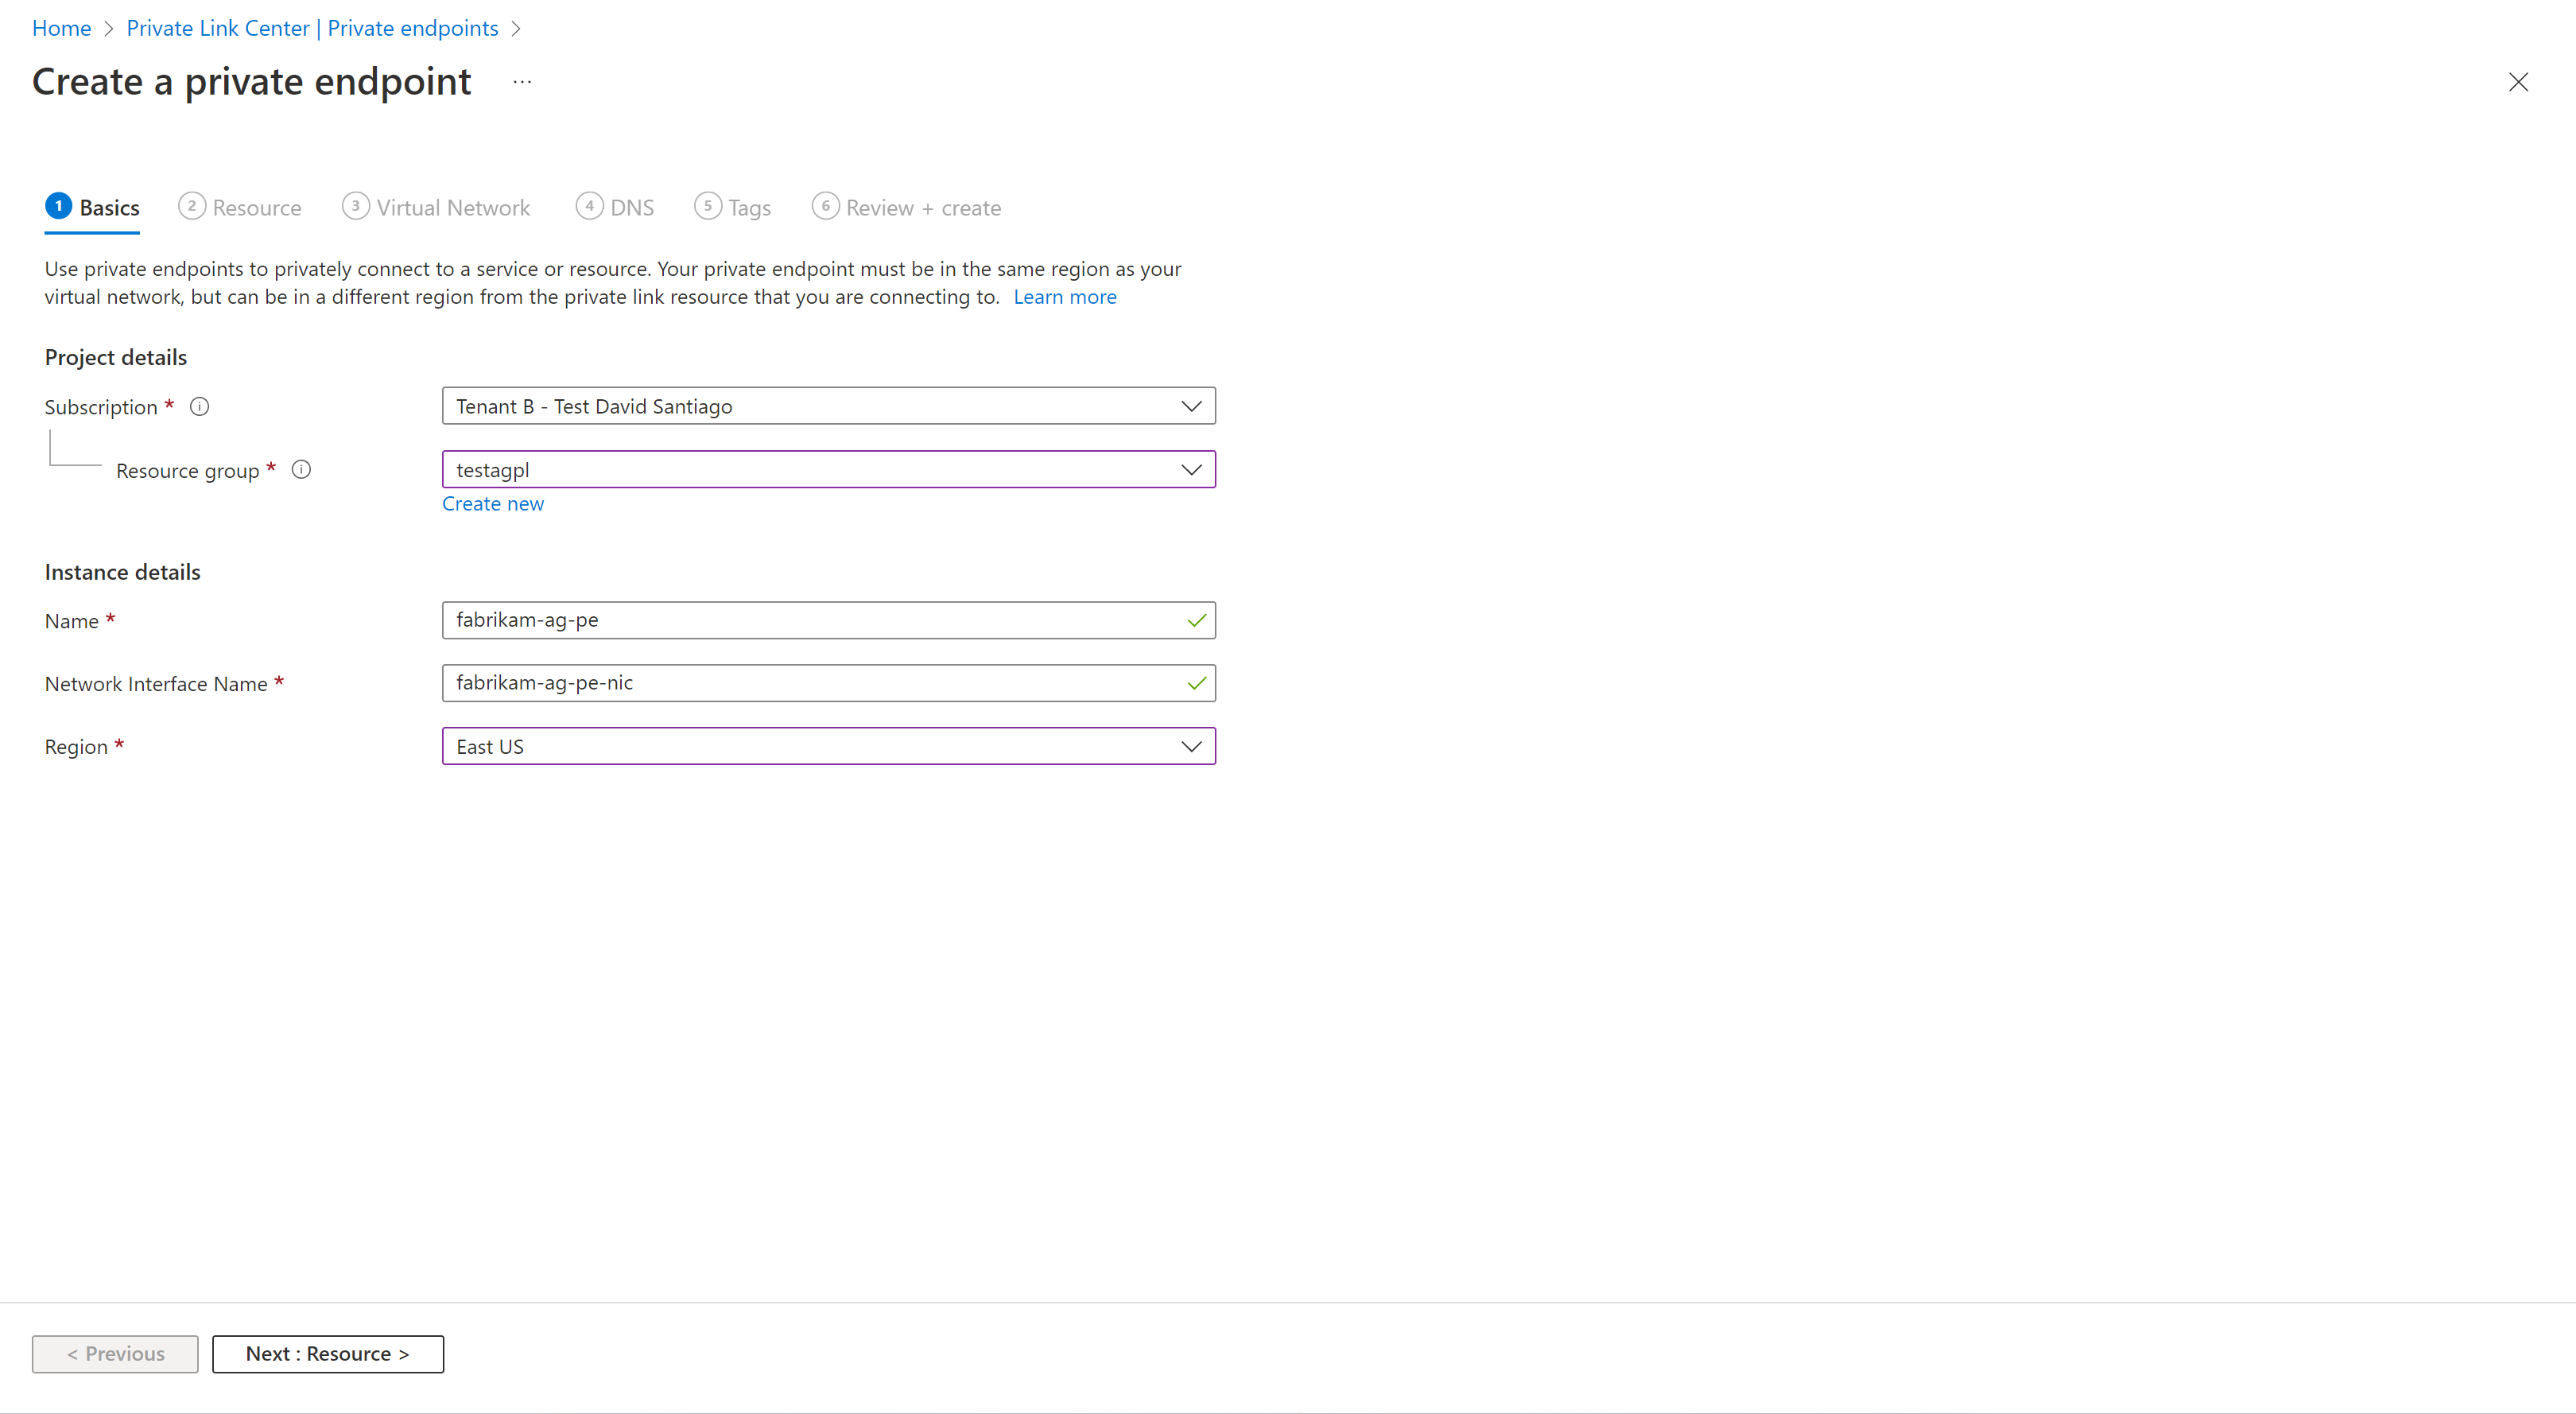 Home > Private Link Center | Private endpoints >
Create a private endpoint ...
1 Basics 2 Resource 3 Virtual Network 4 DNS 5 Tags 6 Review + create
Use private endpoints to privately connect to a service or resource. Your private endpoint must be in the same region as your
virtual network, but can be in a different region from the private link resource that you are connecting to. Learn more
Project details
Subscription * Tenant B - Test David Santiago
Resource group * testagpl
Create new
Instance details
Name * fabrikam-ag-pe
Network Interface Name * fabrikam-ag-pe-nic
Region * East US
< Previous Next : Resource >